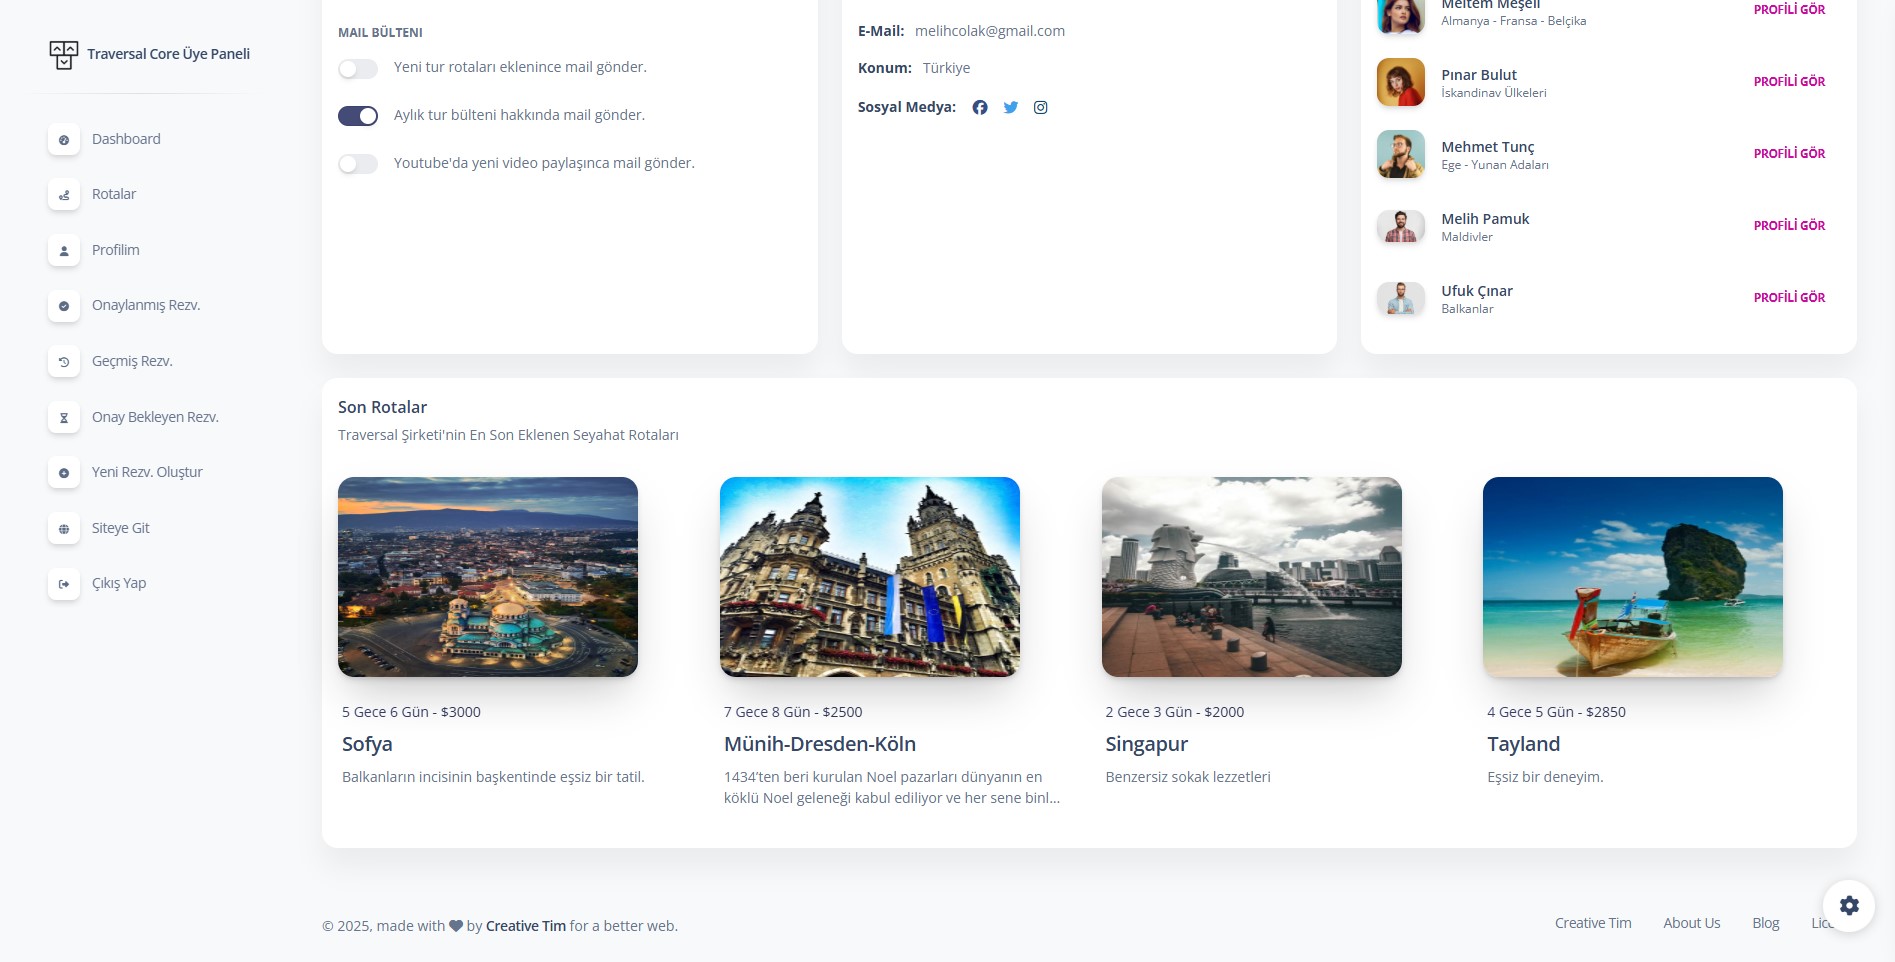 Traversal Core Üye Paneli
Dashboard
Rotalar
Profilim
Onaylanmış Rezv.
Geçmiş Rezv.
Onay Bekleyen Rezv.
Yeni Rezv. Oluştur
Siteye Git
Çıkış Yap
MAIL BÜLTENI
Yeni tur rotaları eklenince mail gönder.
Aylık tur bülteni hakkında mail gönder.
Youtube'da yeni video paylaşınca mail gönder.
E-Mail: melihcolak@gmail.com
Konum: Türkiye
Sosyal Medya:
Meltem Meşeli
Almanya - Fransa - Belçika
PROFİLİ GÖR
Pınar Bulut
İskandinav Ülkeleri
PROFİLİ GÖR
Mehmet Tunç
Ege - Yunan Adaları
PROFİLİ GÖR
Melih Pamuk
Maldivler
PROFİLİ GÖR
Ufuk Çınar
Balkanlar
PROFİLİ GÖR
Son Rotalar
Traversal Şirketi'nin En Son Eklenen Seyahat Rotaları
5 Gece 6 Gün - $3000
Sofya
Balkanların incisinin başkentinde eşsiz bir tatil.
7 Gece 8 Gün - $2500
Münih-Dresden-Köln
1434'ten beri kurulan Noel pazarları dünyanın en
köklü Noel geleneği kabul ediliyor ve her sene binl...
2 Gece 3 Gün - $2000
Singapur
Benzersiz sokak lezzetleri
4 Gece 5 Gün - $2850
Tayland
Eşsiz bir deneyim.
© 2025, made with by Creative Tim for a better web.
Creative Tim
About Us
Blog